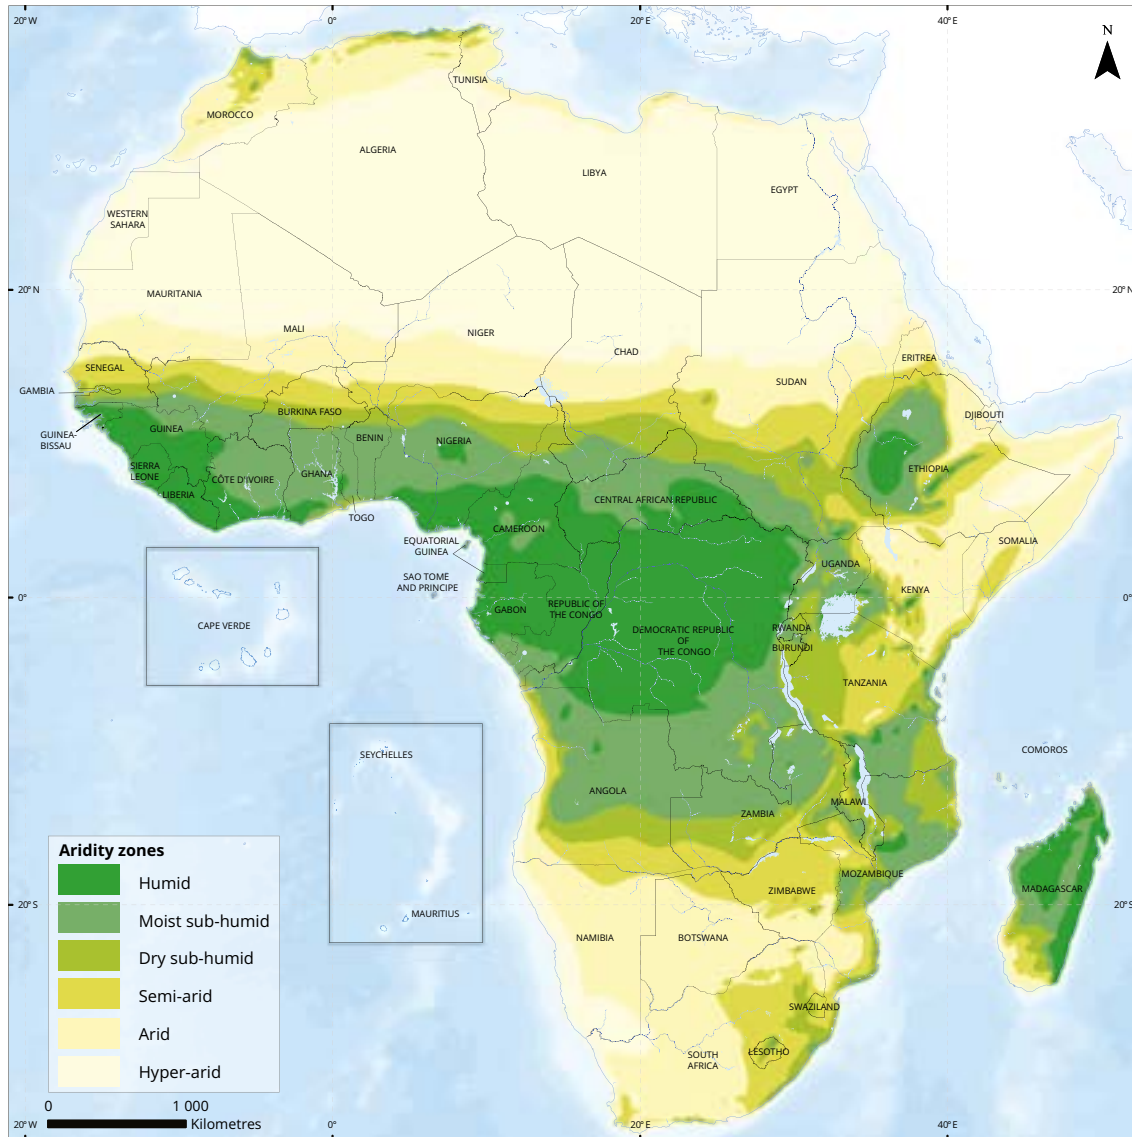 20°W
0°
20°E
40°E
N
TUNISIA
MOROCCO
ALGERIA
LIBYA
EGYPT
WESTERN
SAHARA
20°N
20°N
MAURITANIA
MALI
NIGER
CHAD
SUDAN
ERITREA
SENEGAL
GAMBIA
BURKINA FASO
DJIBOUTI
GUINEA
GUINEA-
BISSAU
BENIN
NIGERIA
SIERRA
LEONE
CÔTE D'IVOIRE
GHANA
ETHIOPIA
LIBERIA
CENTRAL AFRICAN REPUBLIC
TOGO
CAMEROON
EQUATORIAL
GUINEA
SOMALIA
UGANDA
SAO TOME
AND PRINCIPE
KENYA
0°
0°
GABON
REPUBLIC OF
THE CONGO
CAPE VERDE
DEMOCRATIC REPUBLIC
OF
THE CONGO
RWANDA
BURUNDI
TANZANIA
SEYCHELLES
COMOROS
ANGOLA
ZAMBIA
MALAWI
MOZAMBIQUE
ZIMBABWE
MADAGASCAR
20°S
20°S
MAURITIUS
NAMIBIA
BOTSWANA
SWAZILAND
LESOTHO
SOUTH
AFRICA
Aridity zones
Humid
Moist sub-humid
Dry sub-humid
Semi-arid
Arid
Hyper-arid
0
1 000
Kilometres
20°W
0°
20°E
40°E